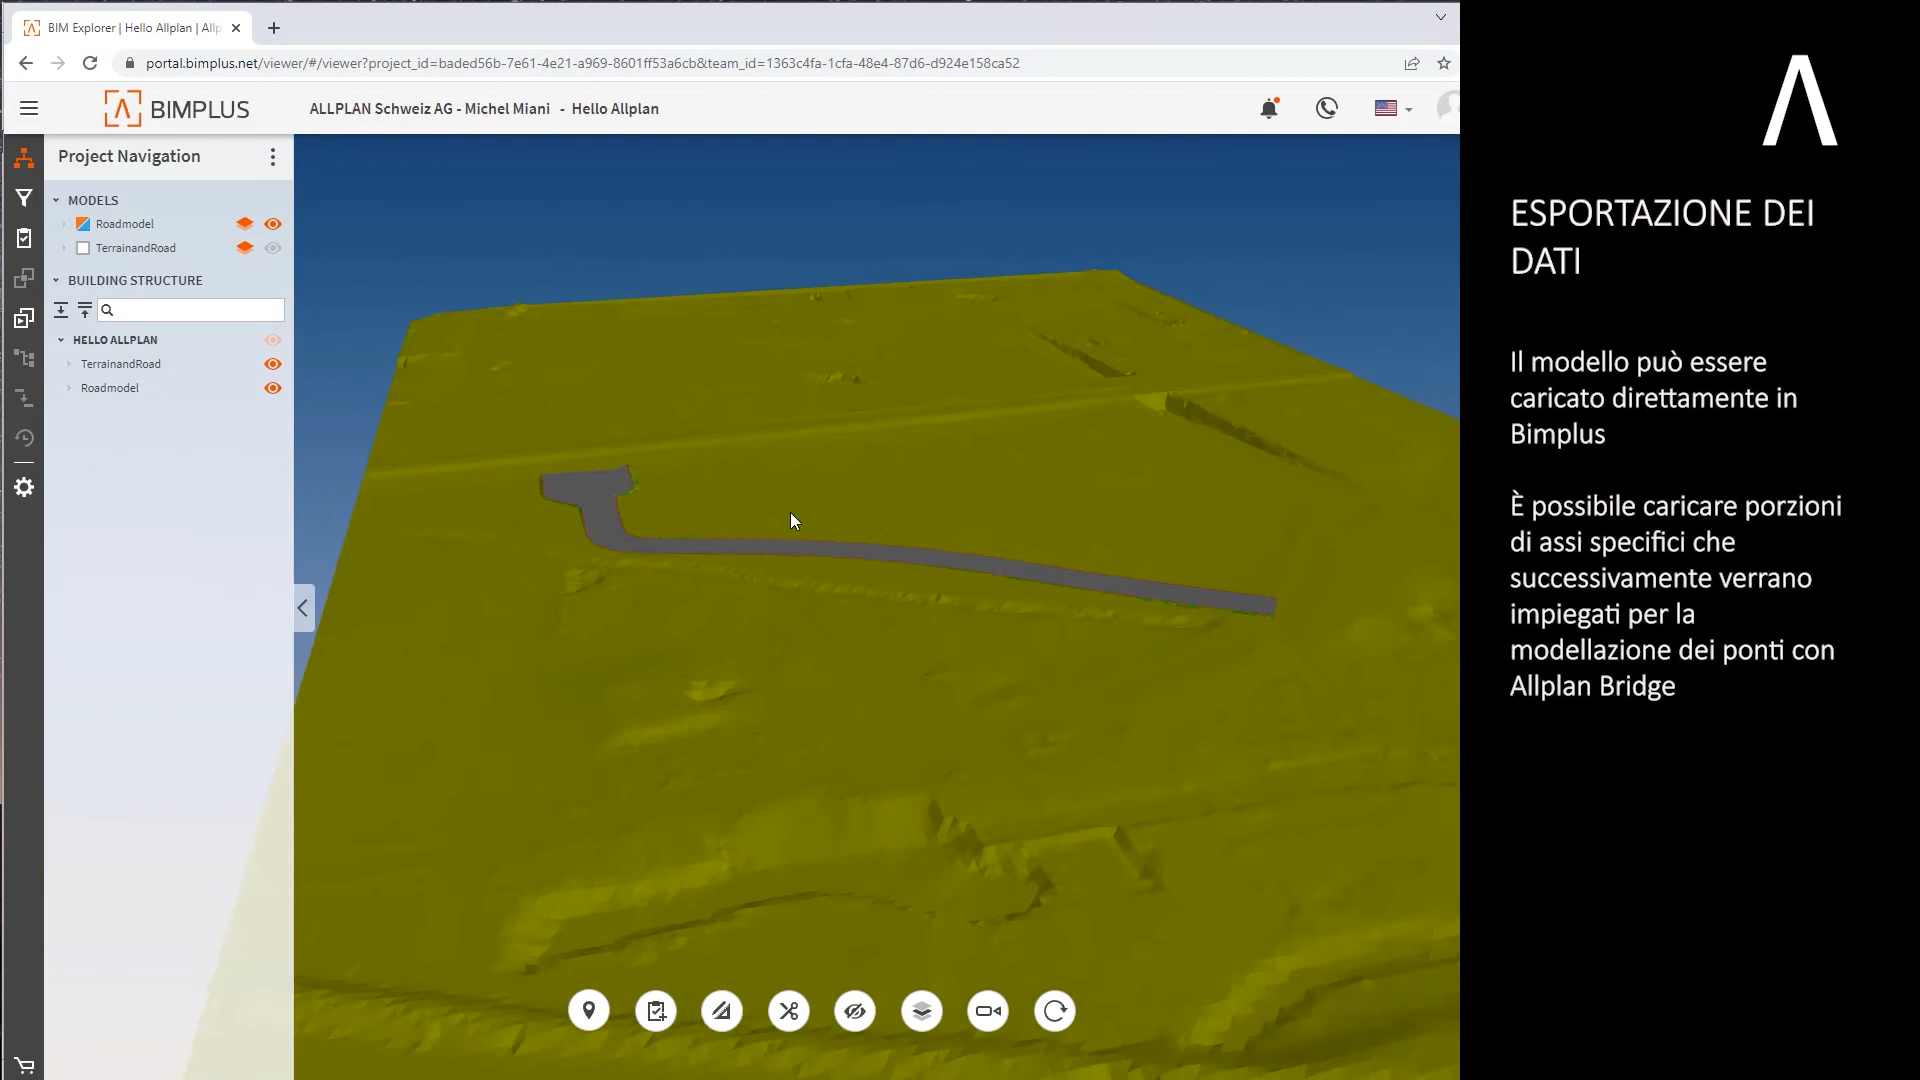 BIM Explorer | Hello Allplan | Allp
portal.bimplus.net/viewer/#/viewer?project_id=baded56b-7e61-4e21-a969-8601ff53a6cb&team_id=1363c4fa-1cfa-48e4-87d6-d924e158ca52
BIMPLUS
ALLPLAN Schweiz AG - Michel Miani - Hello Allplan
Project Navigation
MODELS
Roadmodel
TerrainandRoad
BUILDING STRUCTURE
HELLO ALLPLAN
TerrainandRoad
Roadmodel
ESPORTAZIONE DEI
DATI
Il modello può essere
caricato direttamente in
Bimplus
È possibile caricare porzioni
di assi specifici che
successivamente verrano
impiegati per la
modellazione dei ponti con
Allplan Bridge